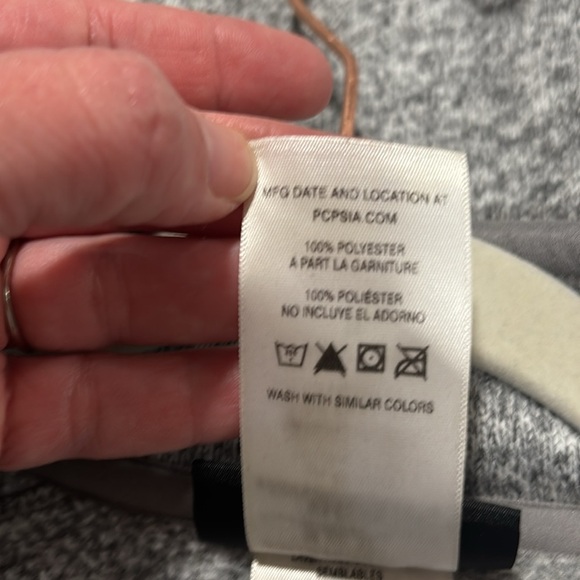 MFG DATE AND LOCATION AT
PCPSIA.COM
100% POLYESTER
A PART LA GARNITURE
100% POLIÉSTER
NO INCLUYE EL ADORNO
WASH WITH SIMILAR COLORS
SEMBLABLES